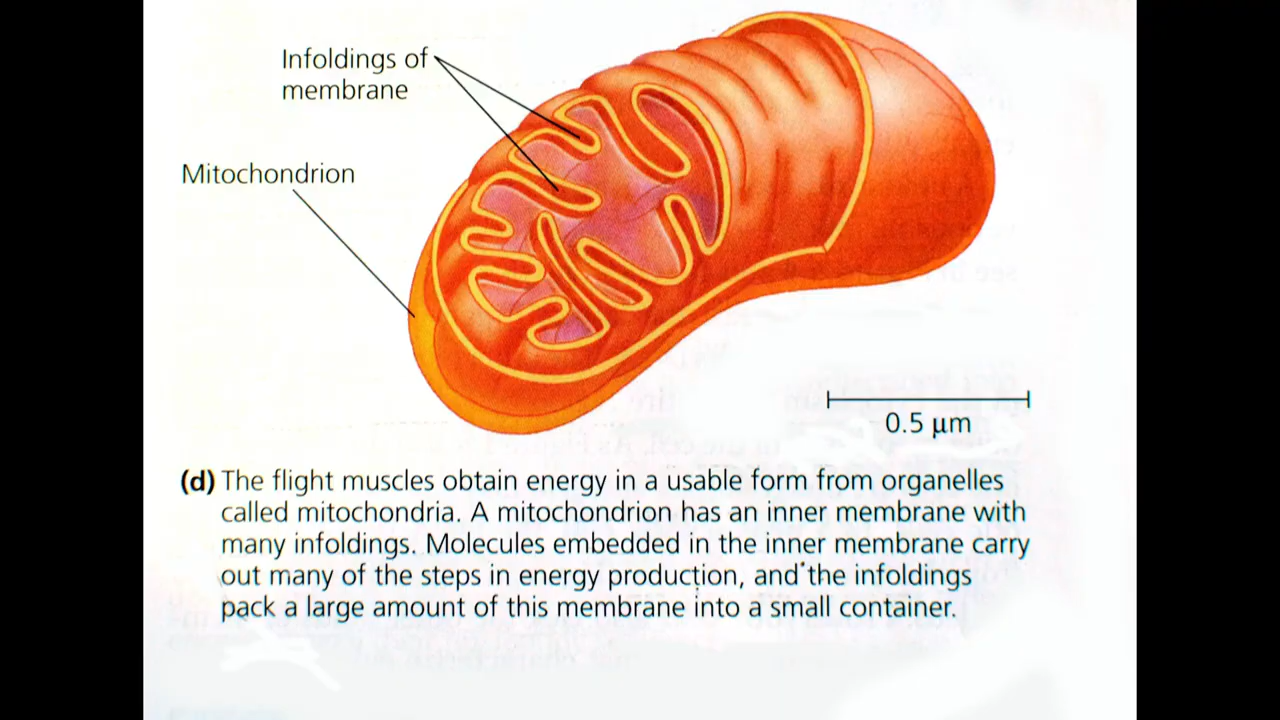 Infoldings of
membrane
Mitochondrion
0.5 µm
(d) The flight muscles obtain energy in a usable form from organelles
called mitochondria. A mitochondrion has an inner membrane with
many infoldings. Molecules embedded in the inner membrane carry
out many of the steps in energy production, and the infoldings
pack a large amount of this membrane into a small container.